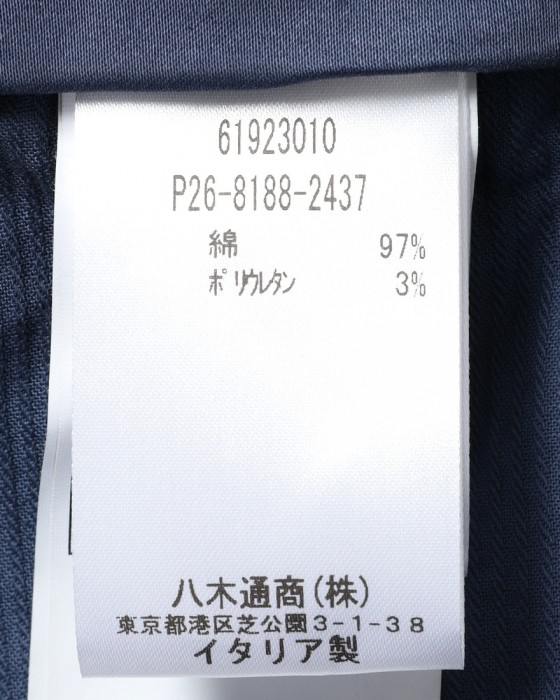 61923010
P26-8188-2437
綿 97%
ポリウレタン 3%
八木通商(株)
東京都港区芝公園3-1-38
イタリア製